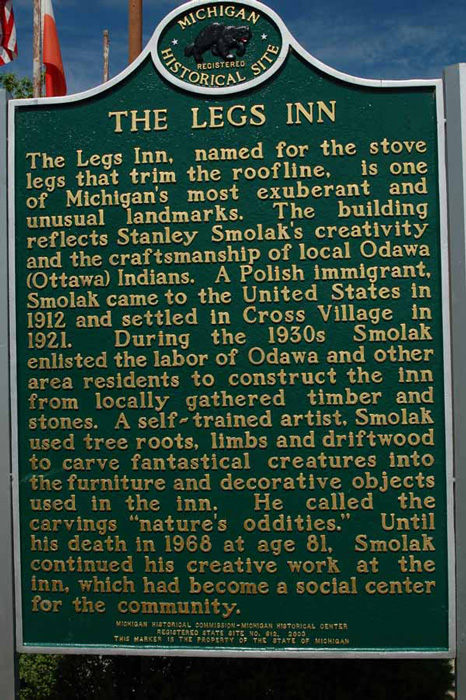 MICHIGAN
REGISTERED
HISTORICAL SITE
THE LEGS INN
The Legs Inn, named for the stove
legs that trim the roofline, is one
of Michigan's most exuberant and
unusual landmarks. The building
reflects Stanley Smolak's creativity
and the craftsmanship of local Odawa
(Ottawa) Indians. A Polish immigrant,
Smolak came to the United States in
1912 and settled in Cross Village in
1921. During the 1930s Smolak
enlisted the labor of Odawa and other
area residents to construct the inn
from locally gathered timber and
stones. A self-trained artist, Smolak
used tree roots, limbs and driftwood
to carve fantastical creatures into
the furniture and decorative objects
used in the inn. He called the
carvings "nature's oddities." Until
his death in 1968 at age 81, Smolak
continued his creative work at the
inn, which had become a social center
for the community.
MICHIGAN HISTORICAL COMMISSION-MICHIGAN HISTORICAL CENTER
REGISTERED STATE SITE NO. 512, 2003
THIS MARKER IS THE PROPERTY OF THE STATE OF MICHIGAN